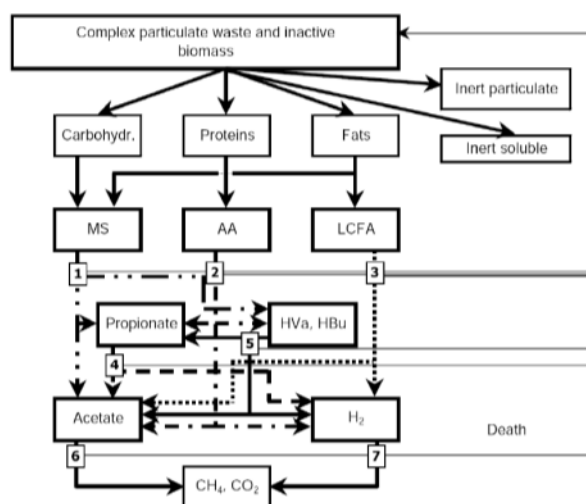 Complex particulate waste and inactive
biomass
Inert particulate
Carbohydr.
Proteins
Fats
Inert soluble
MS
AA
LCFA
1
2
3
Propionate
HVa, HBu
5
4
Acetate
H₂
Death
6
7
CH₄, CO₂